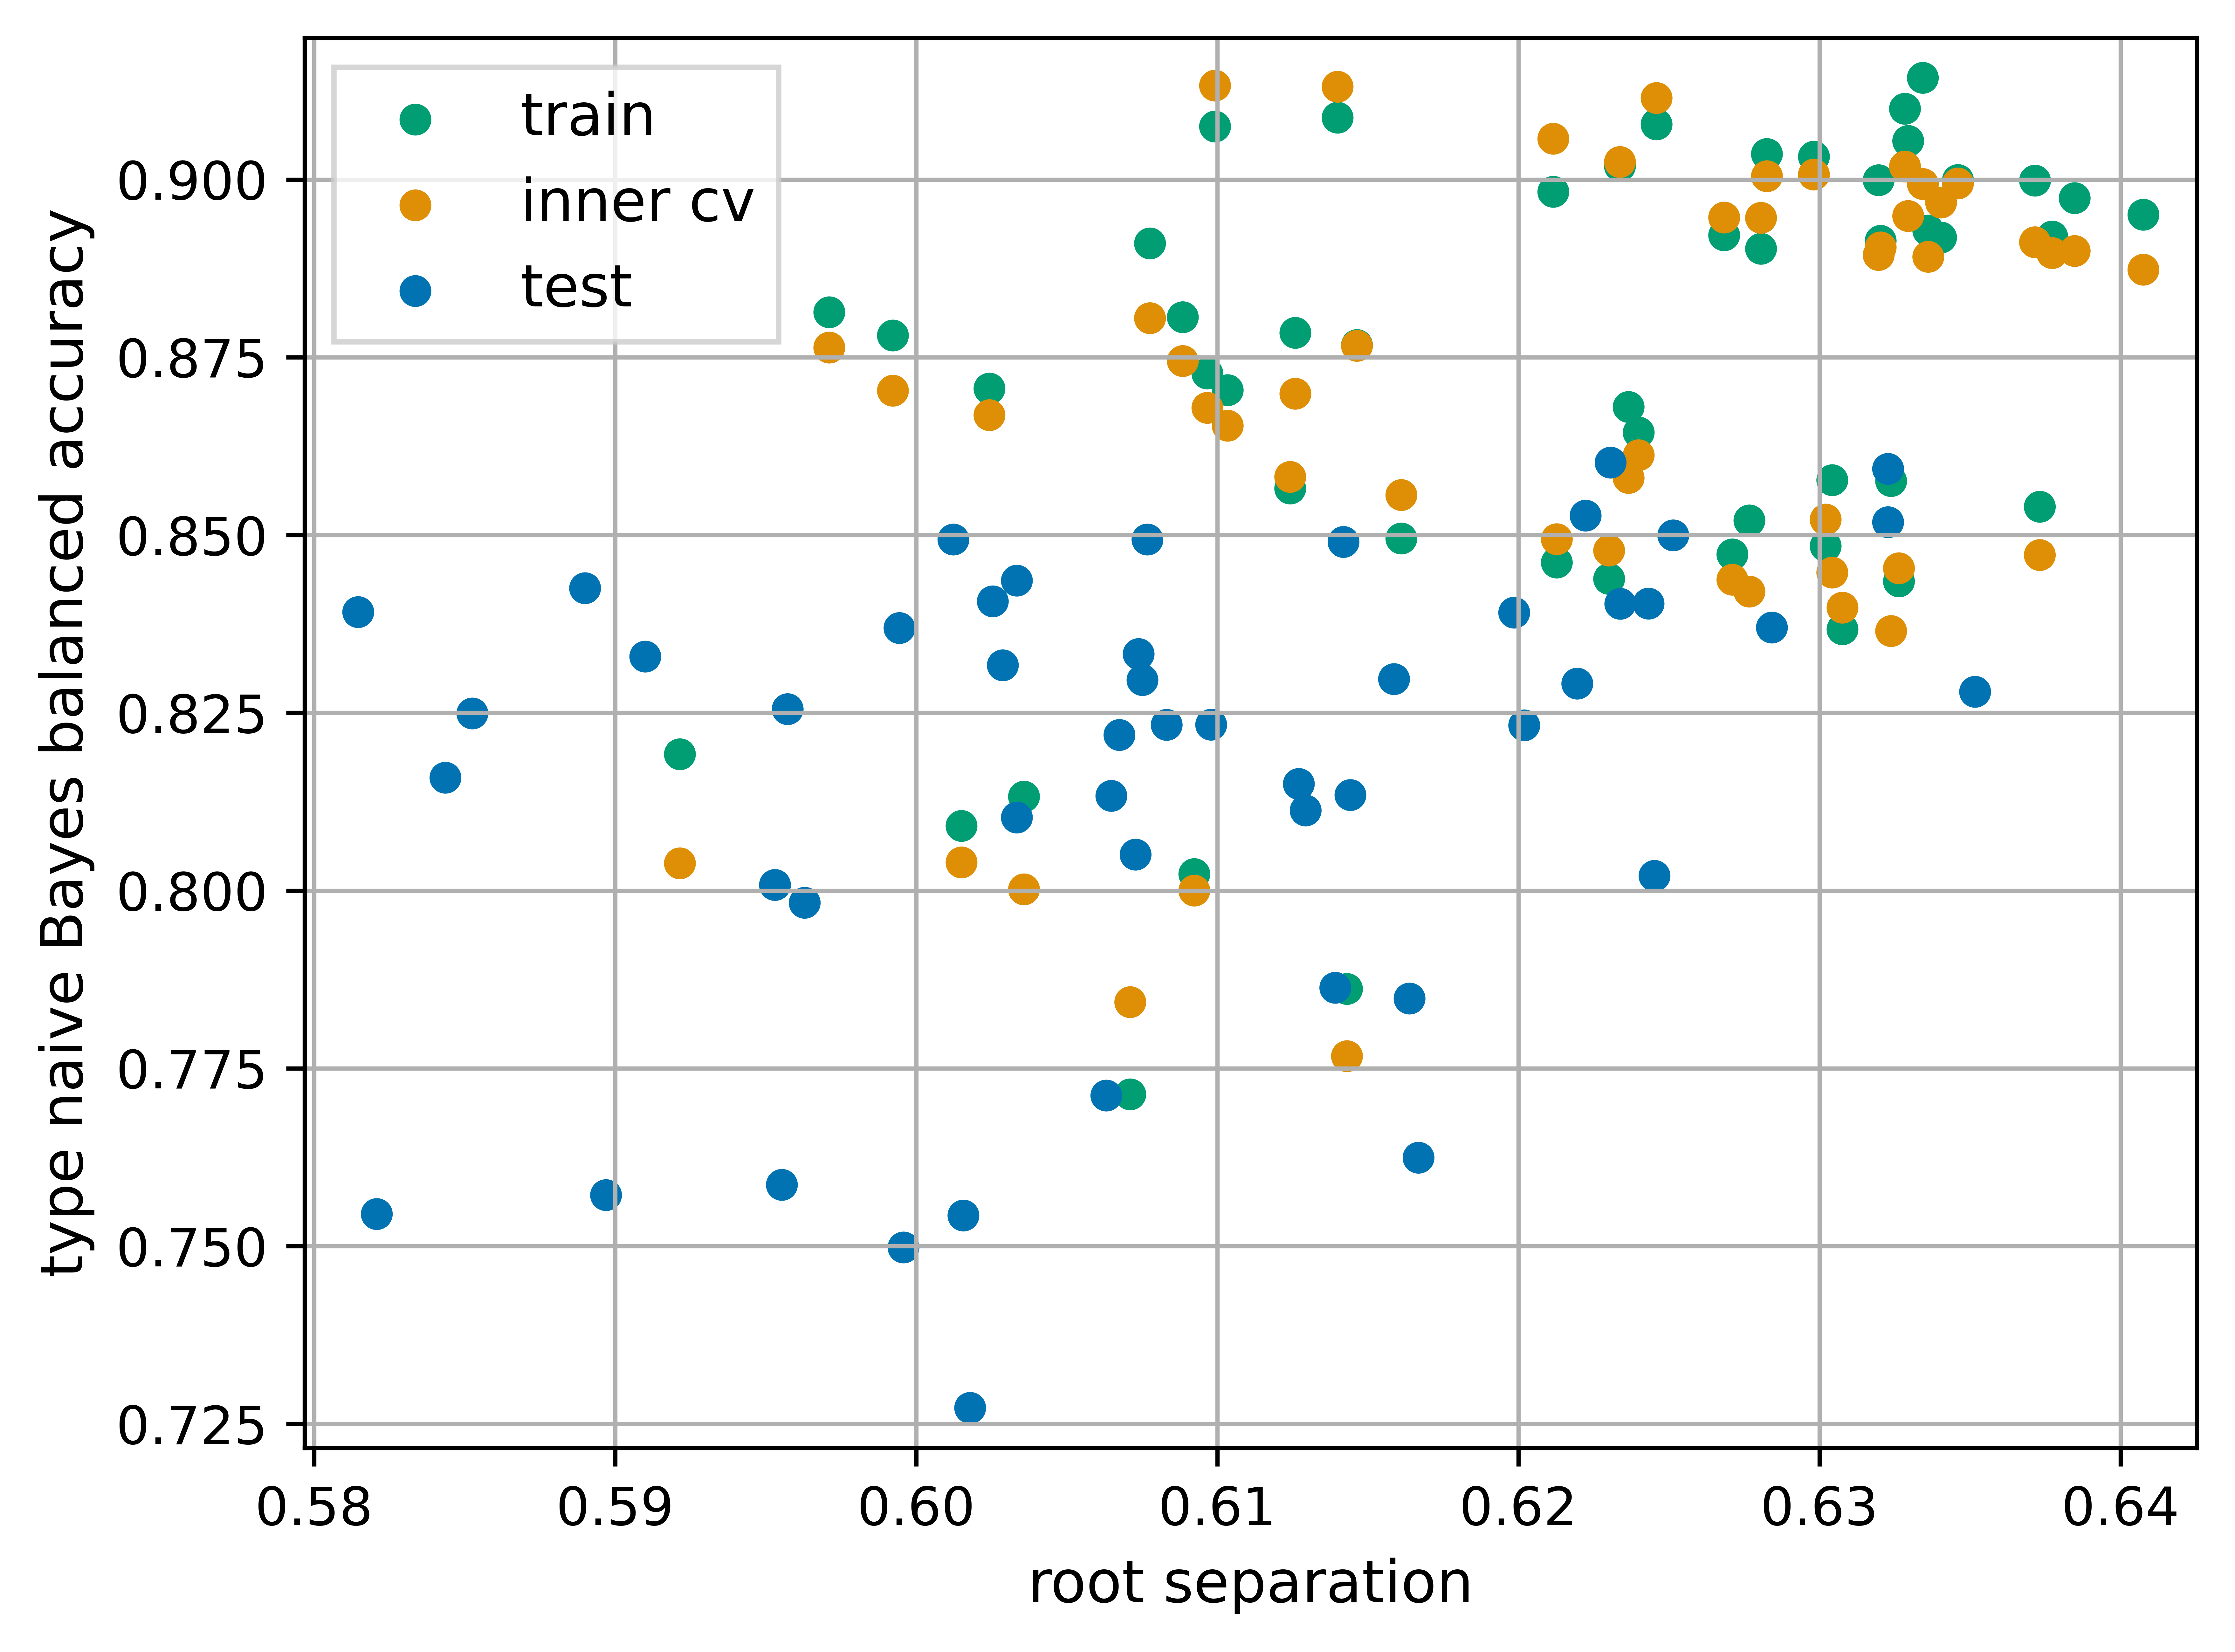 train
inner cv
test
type naive Bayes balanced accuracy
0.900
0.875
0.850
0.825
0.800
0.775
0.750
0.725
0.58 0.59 0.60 0.61 0.62 0.63 0.64
root separation